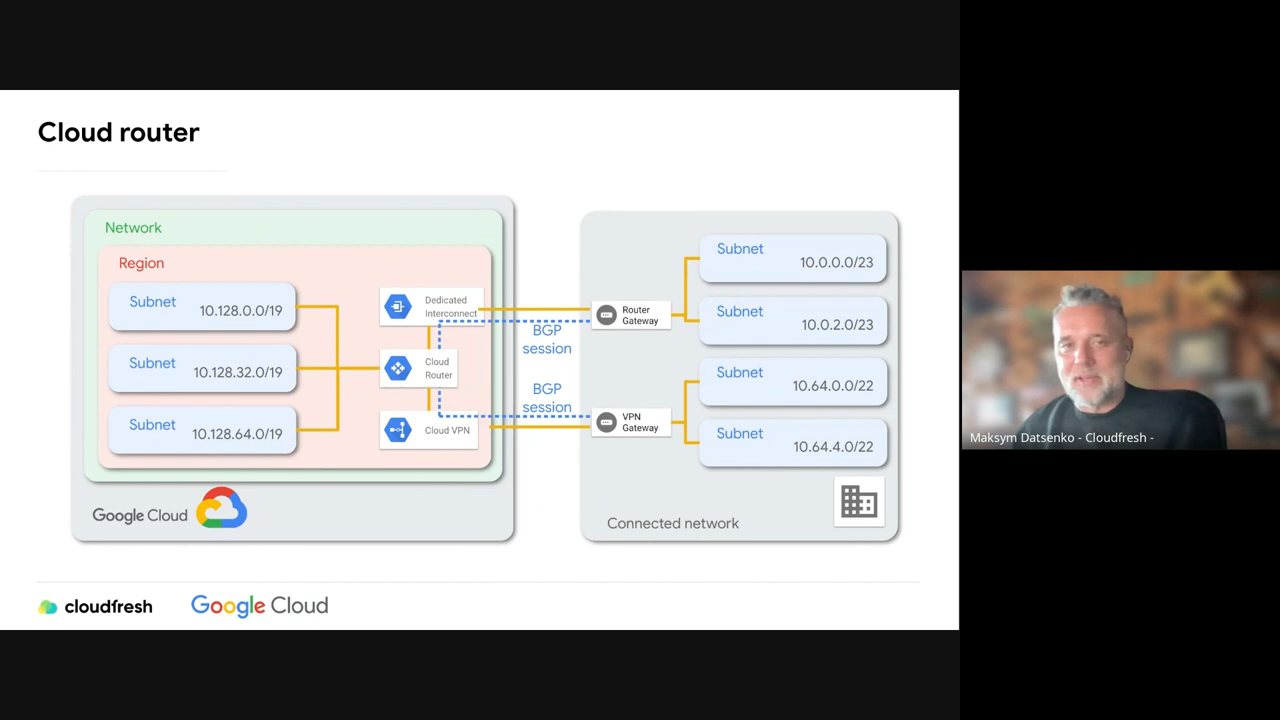 Cloud router
Network
Region
Subnet
10.128.0.0/19
Subnet
10.128.32.0/19
Subnet
10.128.64.0/19
Dedicated
Interconnect
Cloud
Router
Cloud VPN
BGP
session
BGP
session
Router
Gateway
VPN
Gateway
Subnet
10.0.0.0/23
Subnet
10.0.2.0/23
Subnet
10.64.0.0/22
Subnet
10.64.4.0/22
Google Cloud
Connected network
cloudfresh
Google Cloud
Maksym Datsenko - Cloudfresh -